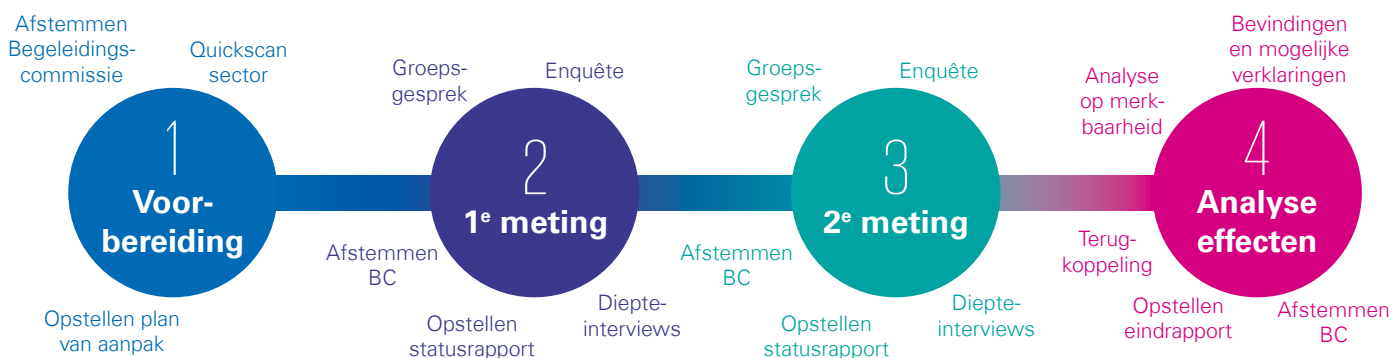 Afstemmen
Begeleidings-
commissie
Quickscan
sector
1
Voor-
bereiding
Opstellen plan
van aanpak
Groeps-
gesprek
Enquête
2
1e meting
Afstemmen
BC
Opstellen
statusrapport
Diepte-
interviews
Groeps-
gesprek
Enquête
3
2e meting
Afstemmen
BC
Opstellen
statusrapport
Diepte-
interviews
Analyse
op merk-
baarheid
Bevindingen
en mogelijke
verklaringen
4
Analyse
effecten
Terug-
koppeling
Opstellen
eindrapport
Afstemmen
BC